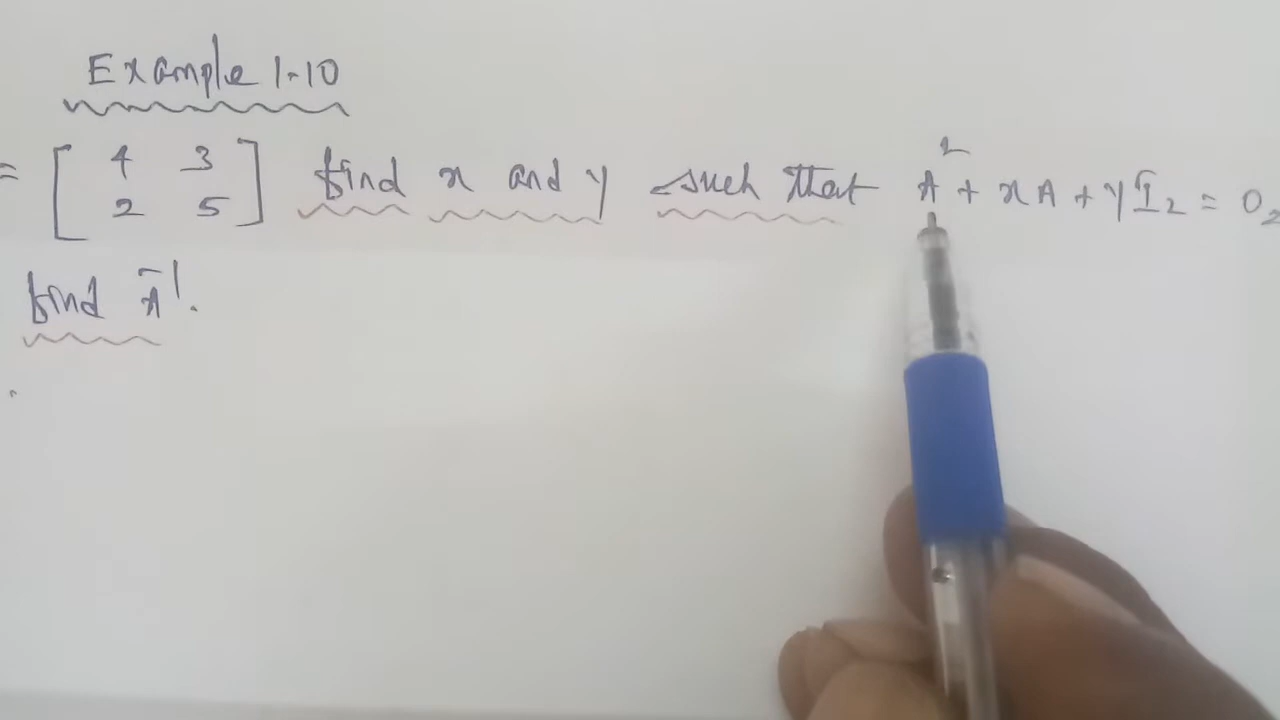 Example 1.10
= [ 4 3 ] find x and y such that A² + xA + yI₂ = O₂
[ 2 5 ]
find A⁻¹.